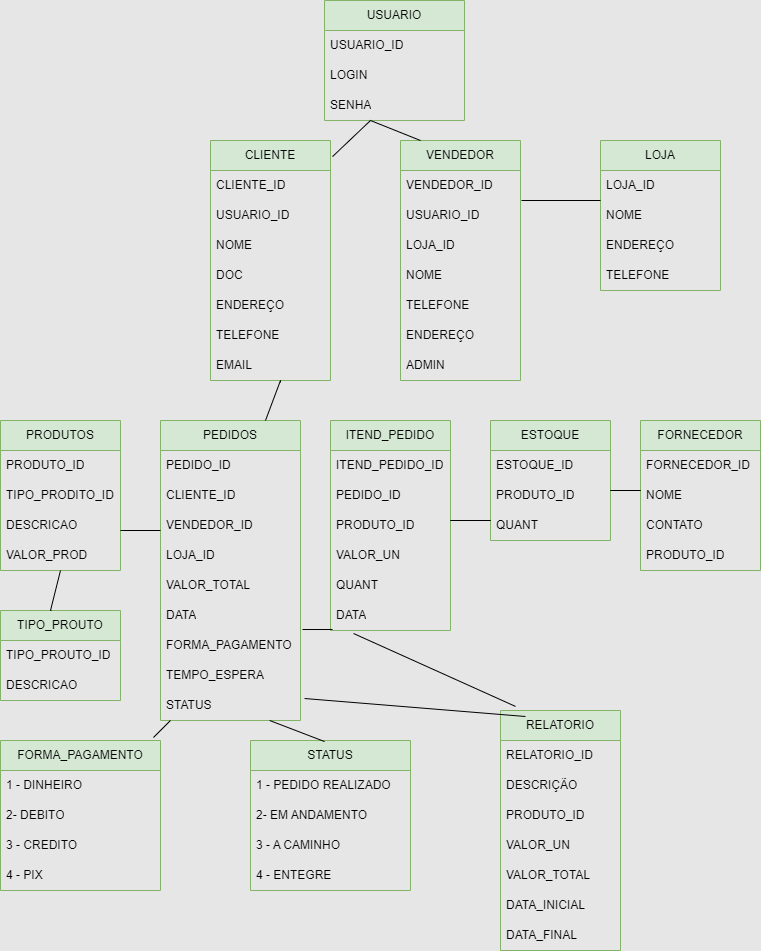 USUARIO
USUARIO_ID
LOGIN
SENHA
CLIENTE
CLIENTE_ID
USUARIO_ID
NOME
DOC
ENDEREÇO
TELEFONE
EMAIL
VENDEDOR
VENDEDOR_ID
USUARIO_ID
LOJA_ID
NOME
TELEFONE
ENDEREÇO
ADMIN
LOJA
LOJA_ID
NOME
ENDEREÇO
TELEFONE
PRODUTOS
PRODUTO_ID
TIPO_PRODITO_ID
DESCRICAO
VALOR_PROD
PEDIDOS
PEDIDO_ID
CLIENTE_ID
VENDEDOR_ID
LOJA_ID
VALOR_TOTAL
DATA
FORMA_PAGAMENTO
TEMPO_ESPERA
STATUS
ITEND_PEDIDO
ITEND_PEDIDO_ID
PEDIDO_ID
PRODUTO_ID
VALOR_UN
QUANT
DATA
ESTOQUE
ESTOQUE_ID
PRODUTO_ID
QUANT
FORNECEDOR
FORNECEDOR_ID
NOME
CONTATO
PRODUTO_ID
TIPO_PROUTO
TIPO_PROUTO_ID
DESCRICAO
FORMA_PAGAMENTO
1 - DINHEIRO
2- DEBITO
3 - CREDITO
4 - PIX
STATUS
1 - PEDIDO REALIZADO
2- EM ANDAMENTO
3 - A CAMINHO
4 - ENTEGRE
RELATORIO
RELATORIO_ID
DESCRIÇÃO
PRODUTO_ID
VALOR_UN
VALOR_TOTAL
DATA_INICIAL
DATA_FINAL